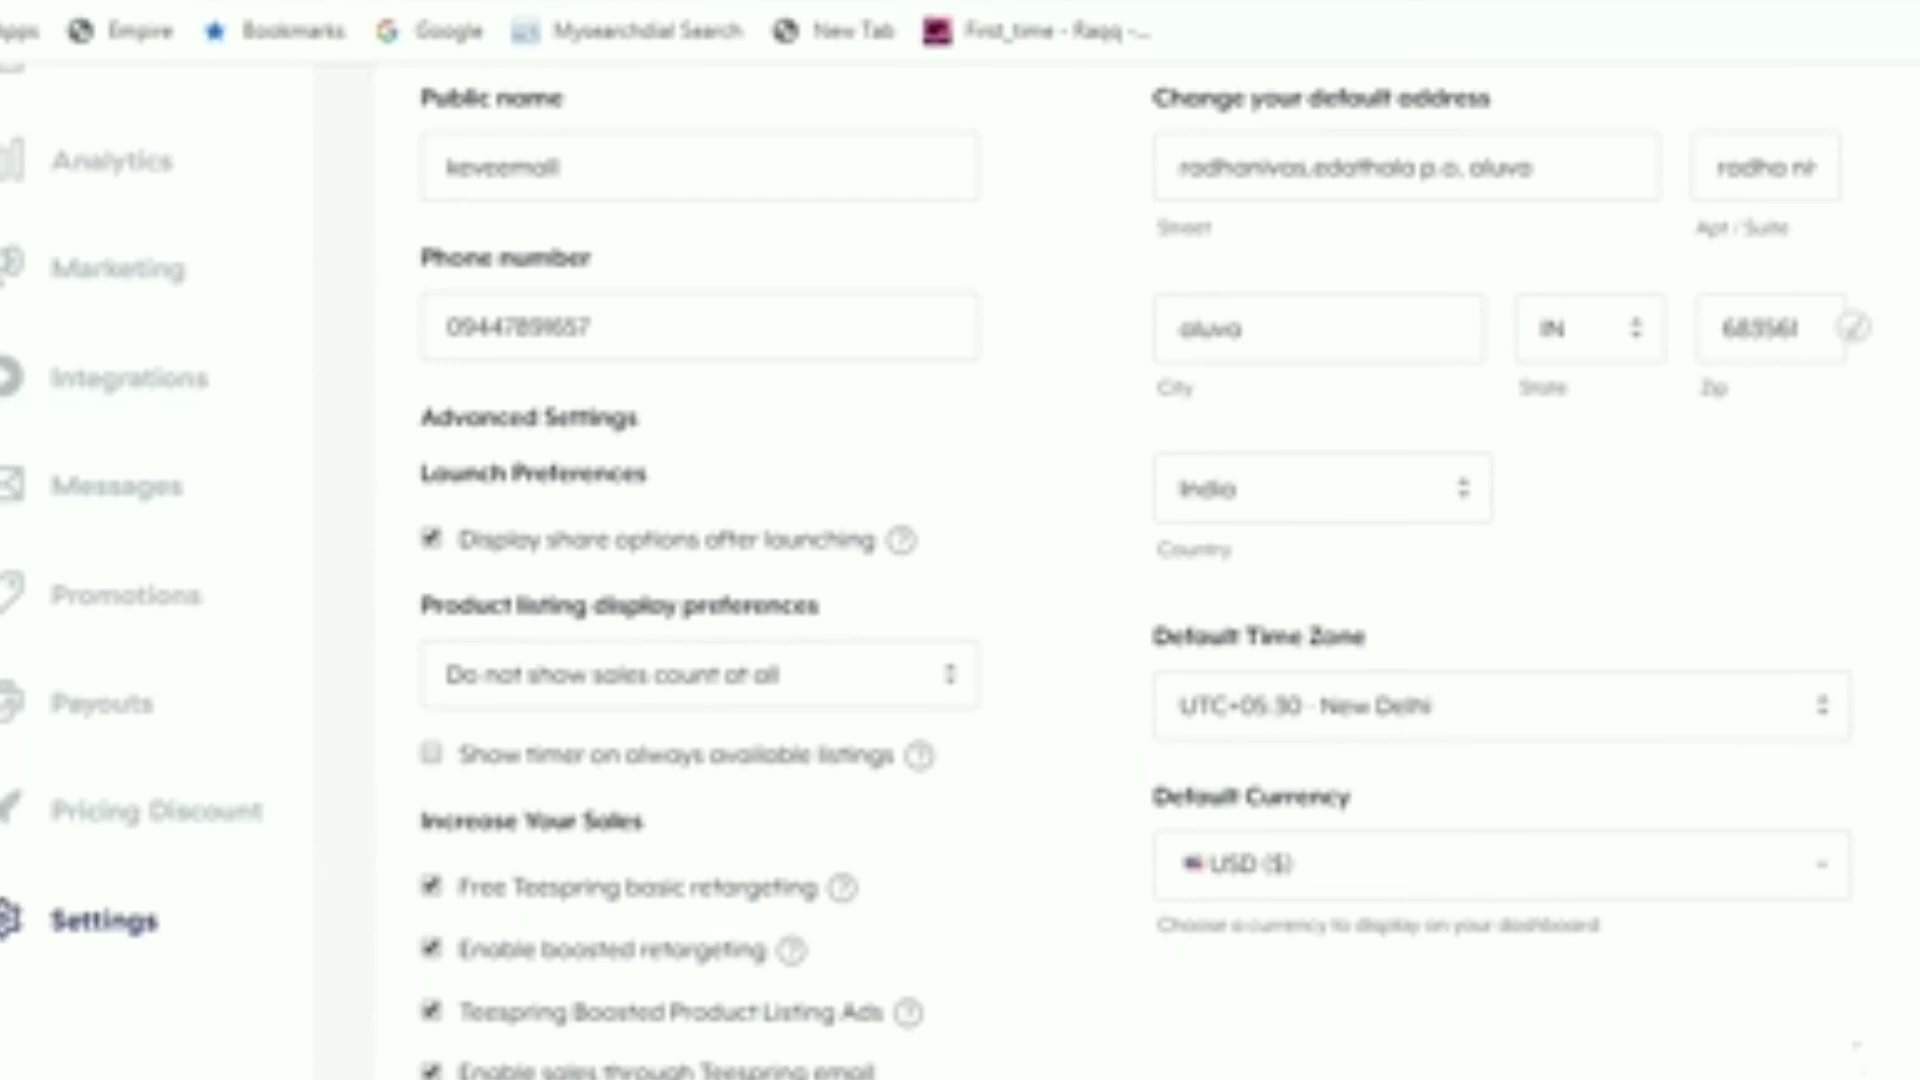 Apps Empire Bookmarks Google Mysearchdial Search New Tab First_time - Raqq -...
Analytics
Marketing
Integrations
Messages
Promotions
Payouts
Pricing Discount
Settings
Public name
keveemall
Phone number
Advanced Settings
Launch Preferences
Display share options after launching
Product listing display preferences
Do not show sales count at all
Show timer on always available listings
Increase Your Sales
Free Teespring basic retargeting
Enable boosted retargeting
Teespring Boosted Product Listing Ads
Enable sales through Teespring email
Change your default address
radhanivas,edathala p.o, aluva
radha ni
Street
Apt / Suite
aluva
IN
683561
City
State
Zip
India
Country
Default Time Zone
UTC+05:30 - New Delhi
Default Currency
USD ($)
Choose a currency to display on your dashboard